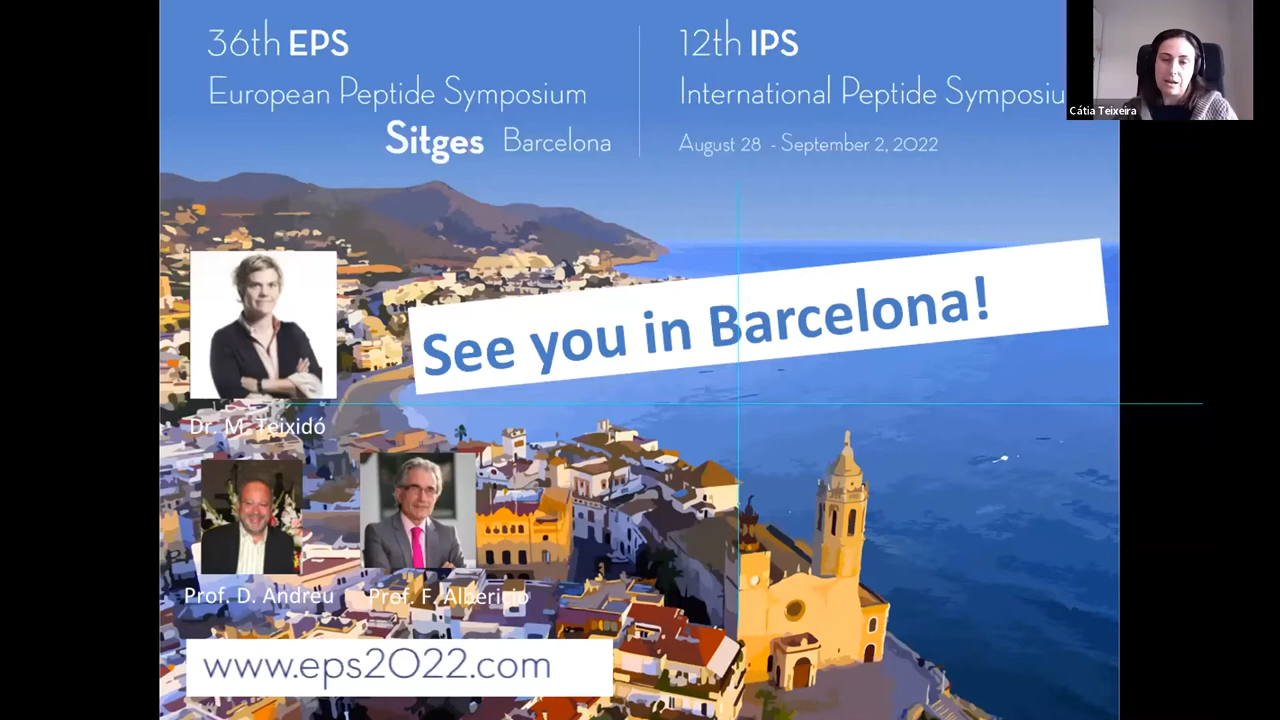 36th EPS
European Peptide Symposium
Sitges Barcelona
12th IPS
International Peptide Symposiu
August 28 - September 2, 2022
Cátia Teixeira
See you in Barcelona!
Dr. M. Teixidó
Prof. D. Andreu
Prof. F. Albericio
www.eps2022.com